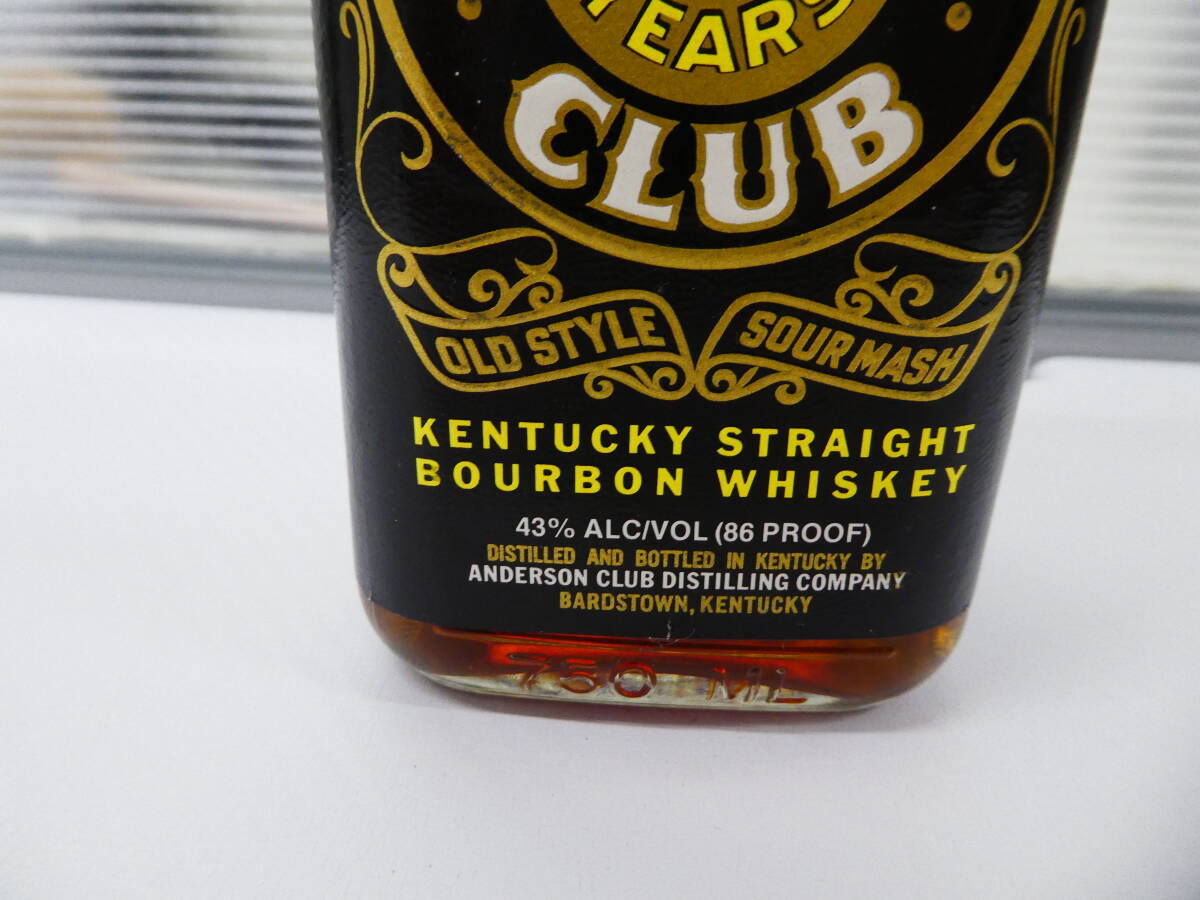 YEARS
CLUB
OLD STYLE
SOUR MASH
KENTUCKY STRAIGHT
BOURBON WHISKEY
43% ALC/VOL (86 PROOF)
DISTILLED AND BOTTLED IN KENTUCKY BY
ANDERSON CLUB DISTILLING COMPANY
BARDSTOWN, KENTUCKY
750 ML